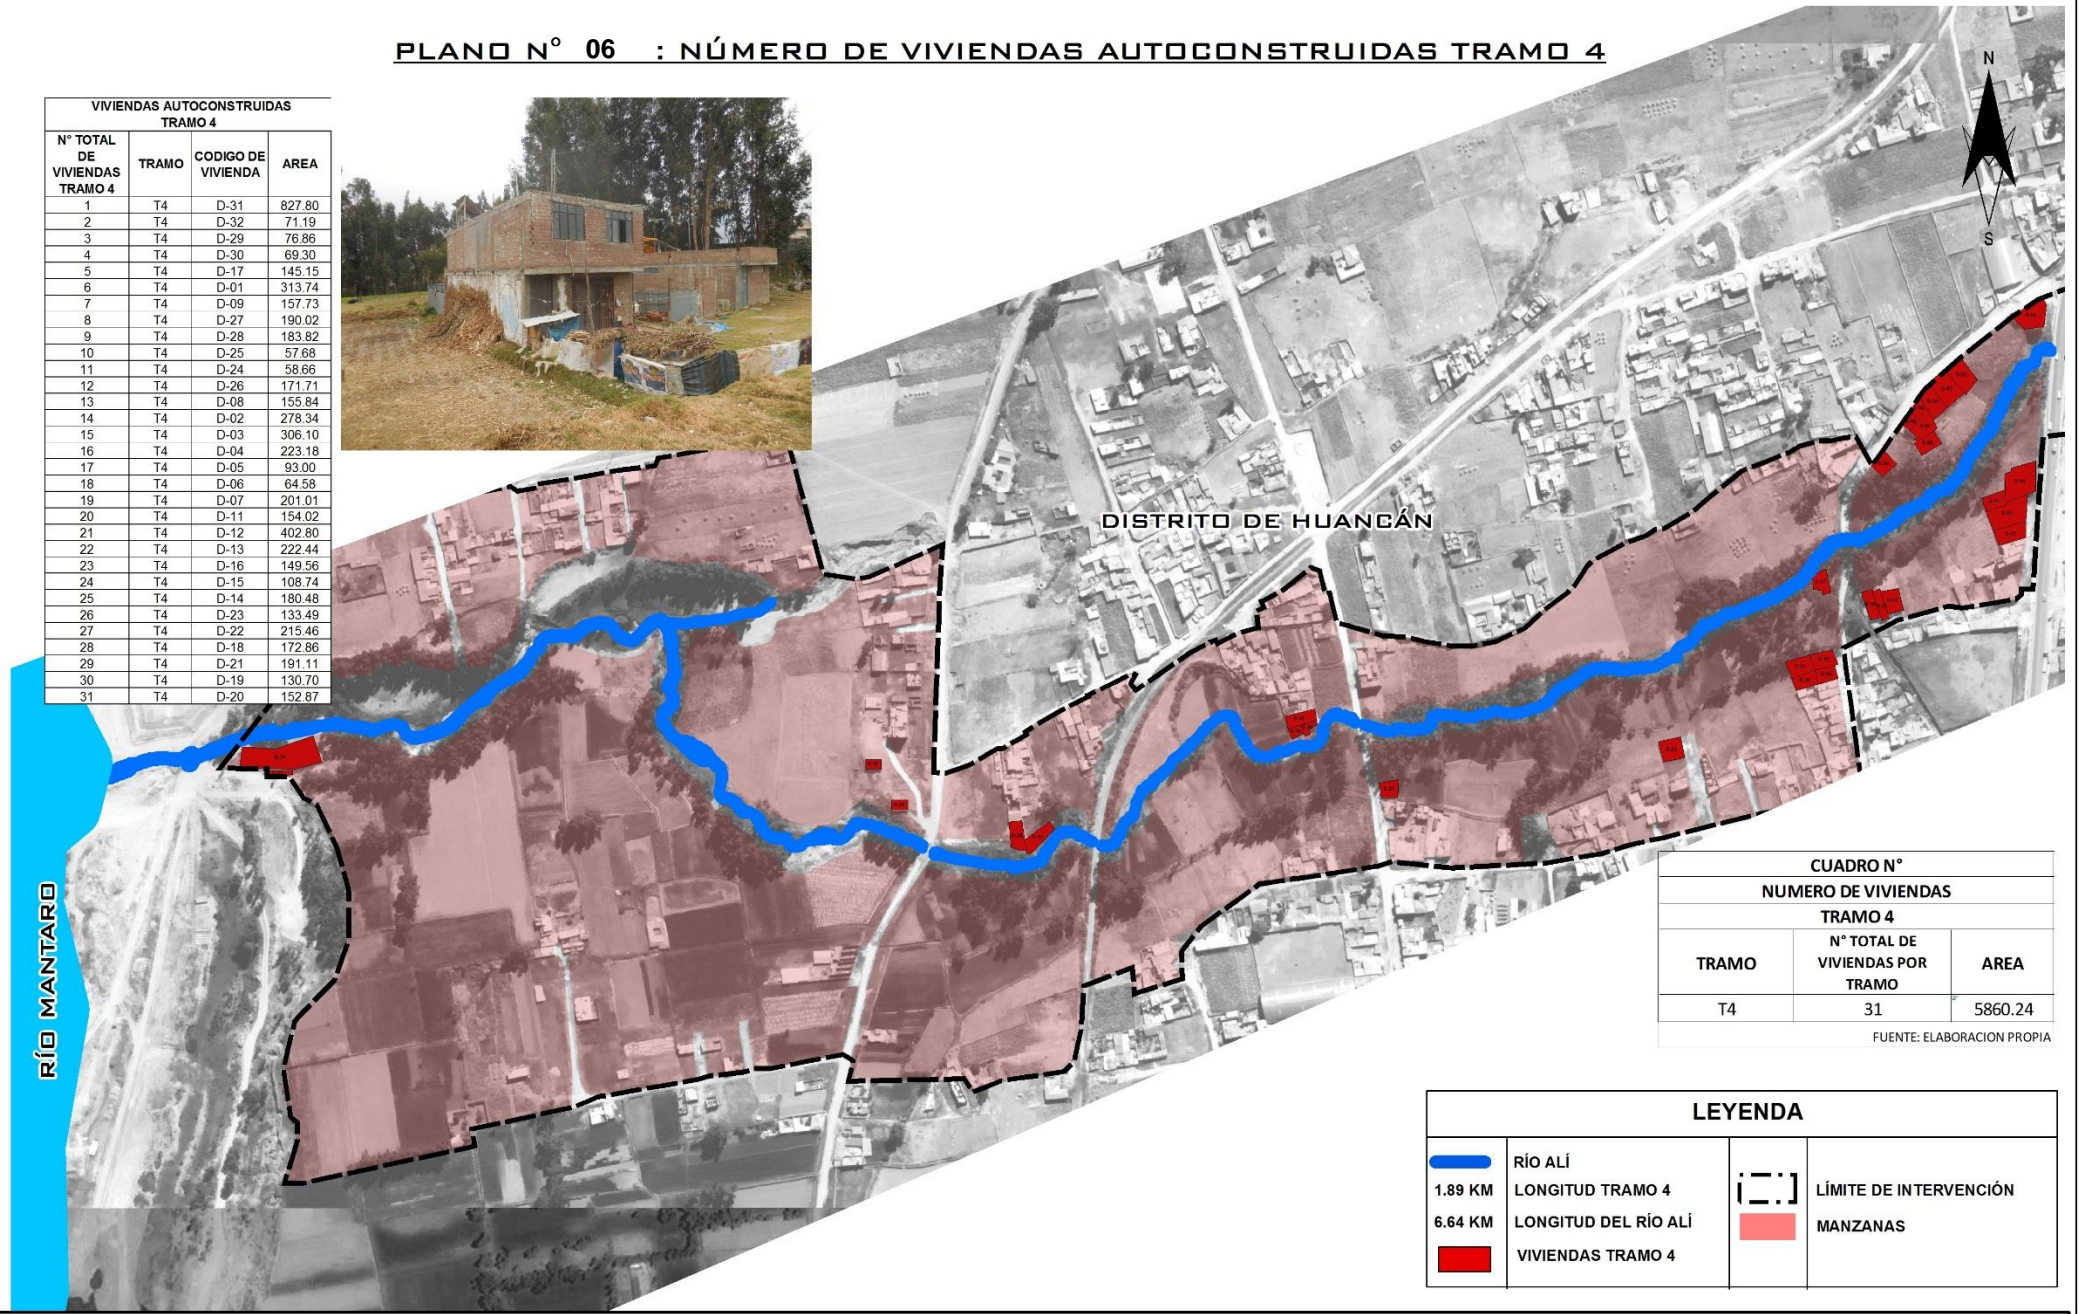 PLANO N° 06 : NÚMERO DE VIVIENDAS AUTOCONSTRUIDAS TRAMO 4
VIVIENDAS AUTOCONSTRUIDAS
TRAMO 4
N° TOTAL DE VIVIENDAS TRAMO 4 TRAMO CODIGO DE VIVIENDA AREA
1 T4 D-31 827.80
2 T4 D-32 71.19
3 T4 D-29 76.86
4 T4 D-30 69.30
5 T4 D-17 145.15
6 T4 D-01 313.74
7 T4 D-09 157.73
8 T4 D-27 190.02
9 T4 D-28 183.82
10 T4 D-25 57.68
11 T4 D-24 58.66
12 T4 D-26 171.71
13 T4 D-08 155.84
14 T4 D-02 278.34
15 T4 D-03 306.10
16 T4 D-04 223.18
17 T4 D-05 93.00
18 T4 D-06 64.58
19 T4 D-07 201.01
20 T4 D-11 154.02
21 T4 D-12 402.80
22 T4 D-13 222.44
23 T4 D-16 149.56
24 T4 D-15 108.74
25 T4 D-14 180.48
26 T4 D-23 133.49
27 T4 D-22 215.46
28 T4 D-18 172.86
29 T4 D-21 191.11
30 T4 D-19 130.70
31 T4 D-20 152.87
N
S
DISTRITO DE HUANCÁN
RÍO MANTARO
CUADRO N°
NUMERO DE VIVIENDAS
TRAMO 4
TRAMO N° TOTAL DE VIVIENDAS POR TRAMO AREA
T4 31 5860.24
FUENTE: ELABORACION PROPIA
LEYENDA
RÍO ALÍ
1.89 KM LONGITUD TRAMO 4
6.64 KM LONGITUD DEL RÍO ALÍ
VIVIENDAS TRAMO 4
LÍMITE DE INTERVENCIÓN
MANZANAS